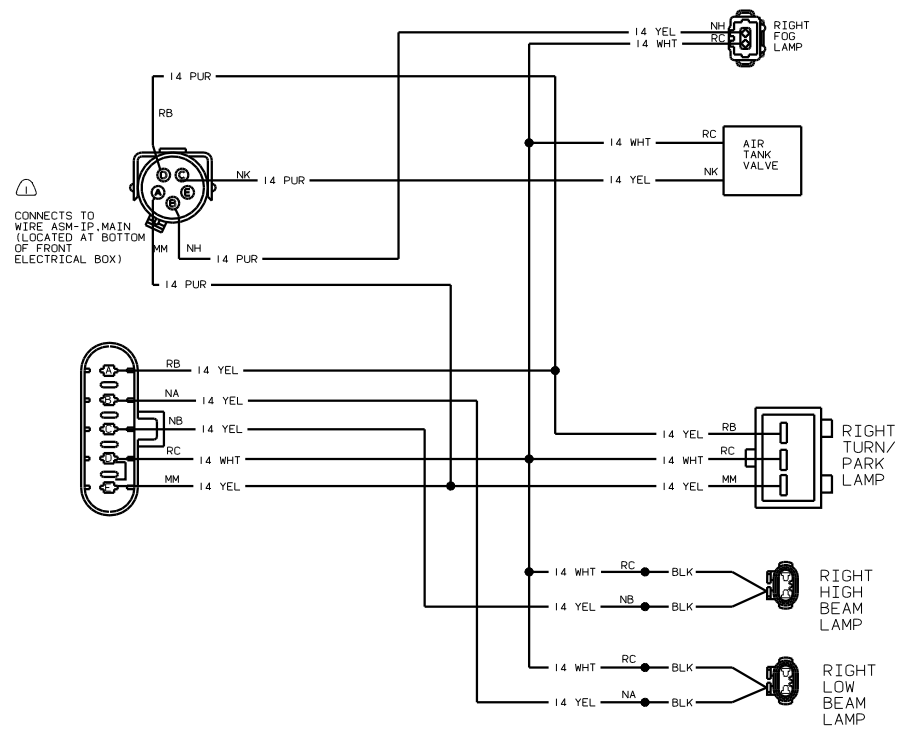 14 YEL NH
14 WHT RC
RIGHT
FOG
LAMP
14 PUR
RB
14 WHT RC
NK 14 PUR
14 YEL NK
AIR
TANK
VALVE
D C
A E
B
1
CONNECTS TO
WIRE ASM-IP,MAIN
(LOCATED AT BOTTOM
OF FRONT
ELECTRICAL BOX)
MM NH
14 PUR
14 PUR
A RB 14 YEL
B NA 14 YEL
C NB 14 YEL
D RC 14 WHT
E MM 14 YEL
14 YEL RB
14 WHT RC
14 YEL MM
RIGHT
TURN/
PARK
LAMP
14 WHT RC BLK
14 YEL NB BLK
RIGHT
HIGH
BEAM
LAMP
14 WHT RC BLK
14 YEL NA BLK
RIGHT
LOW
BEAM
LAMP